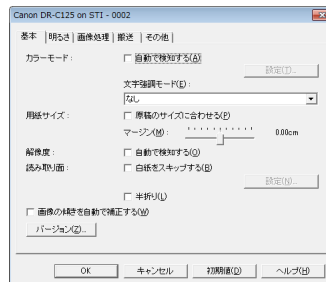 Canon DR-C125 on STI - 0002
基本 明るさ 画像処理 搬送 その他
カラーモード: 自動で検知する(A)
設定(T)...
文字強調モード(E):
なし
用紙サイズ: 原稿のサイズに合わせる(P)
マージン(M): 0.00cm
解像度: 自動で検知する(O)
読み取り面: 白紙をスキップする(B)
設定(N)...
半折り(L)
画像の傾きを自動で補正する(W)
バージョン(Z)...
OK キャンセル 初期値(D) ヘルプ(H)